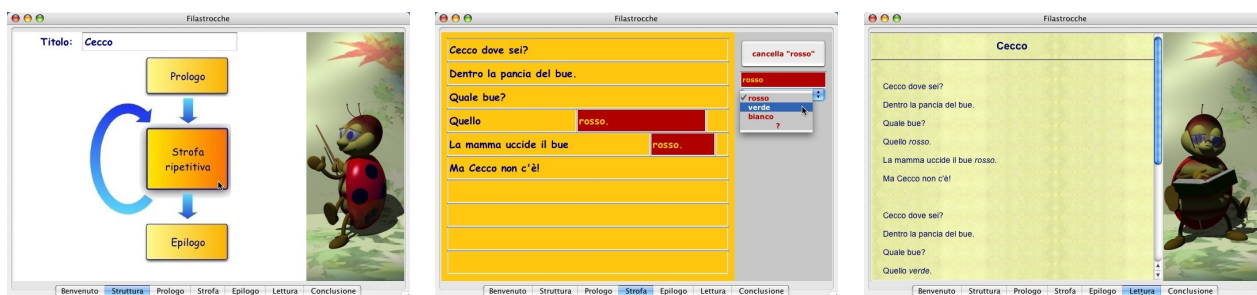 Filastrocche
Titolo: Cecco
Prologo
Strofa
ripetitiva
Epilogo
Benvenuto Struttura Prologo Strofa Epilogo Lettura Conclusione
Filastrocche
Cecco dove sei?
Dentro la pancia del bue.
Quale bue?
Quello rosso.
La mamma uccide il bue rosso.
Ma Cecco non c'è!
cancella "rosso"
rosso
✓ rosso
verde
bianco
?
Benvenuto Struttura Prologo Strofa Epilogo Lettura Conclusione
Filastrocche
Cecco
Cecco dove sei?
Dentro la pancia del bue.
Quale bue?
Quello rosso.
La mamma uccide il bue rosso.
Ma Cecco non c'è!
Cecco dove sei?
Dentro la pancia del bue.
Quale bue?
Quello verde.
Benvenuto Struttura Prologo Strofa Epilogo Lettura Conclusione